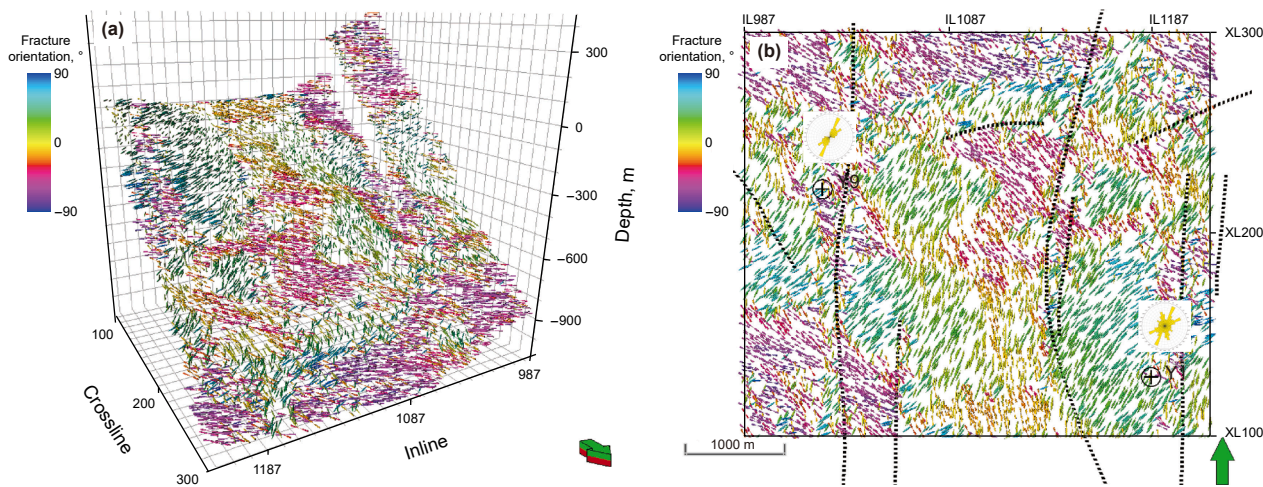 (a)
Fracture
orientation, °
90
0
−90
300
0
−300
−600
−900
Depth, m
100
200
300
Crossline
1187
1087
987
Inline
(b)
Fracture
orientation, °
90
0
−90
IL987
IL1087
IL1187
XL300
XL200
XL100
1000 m